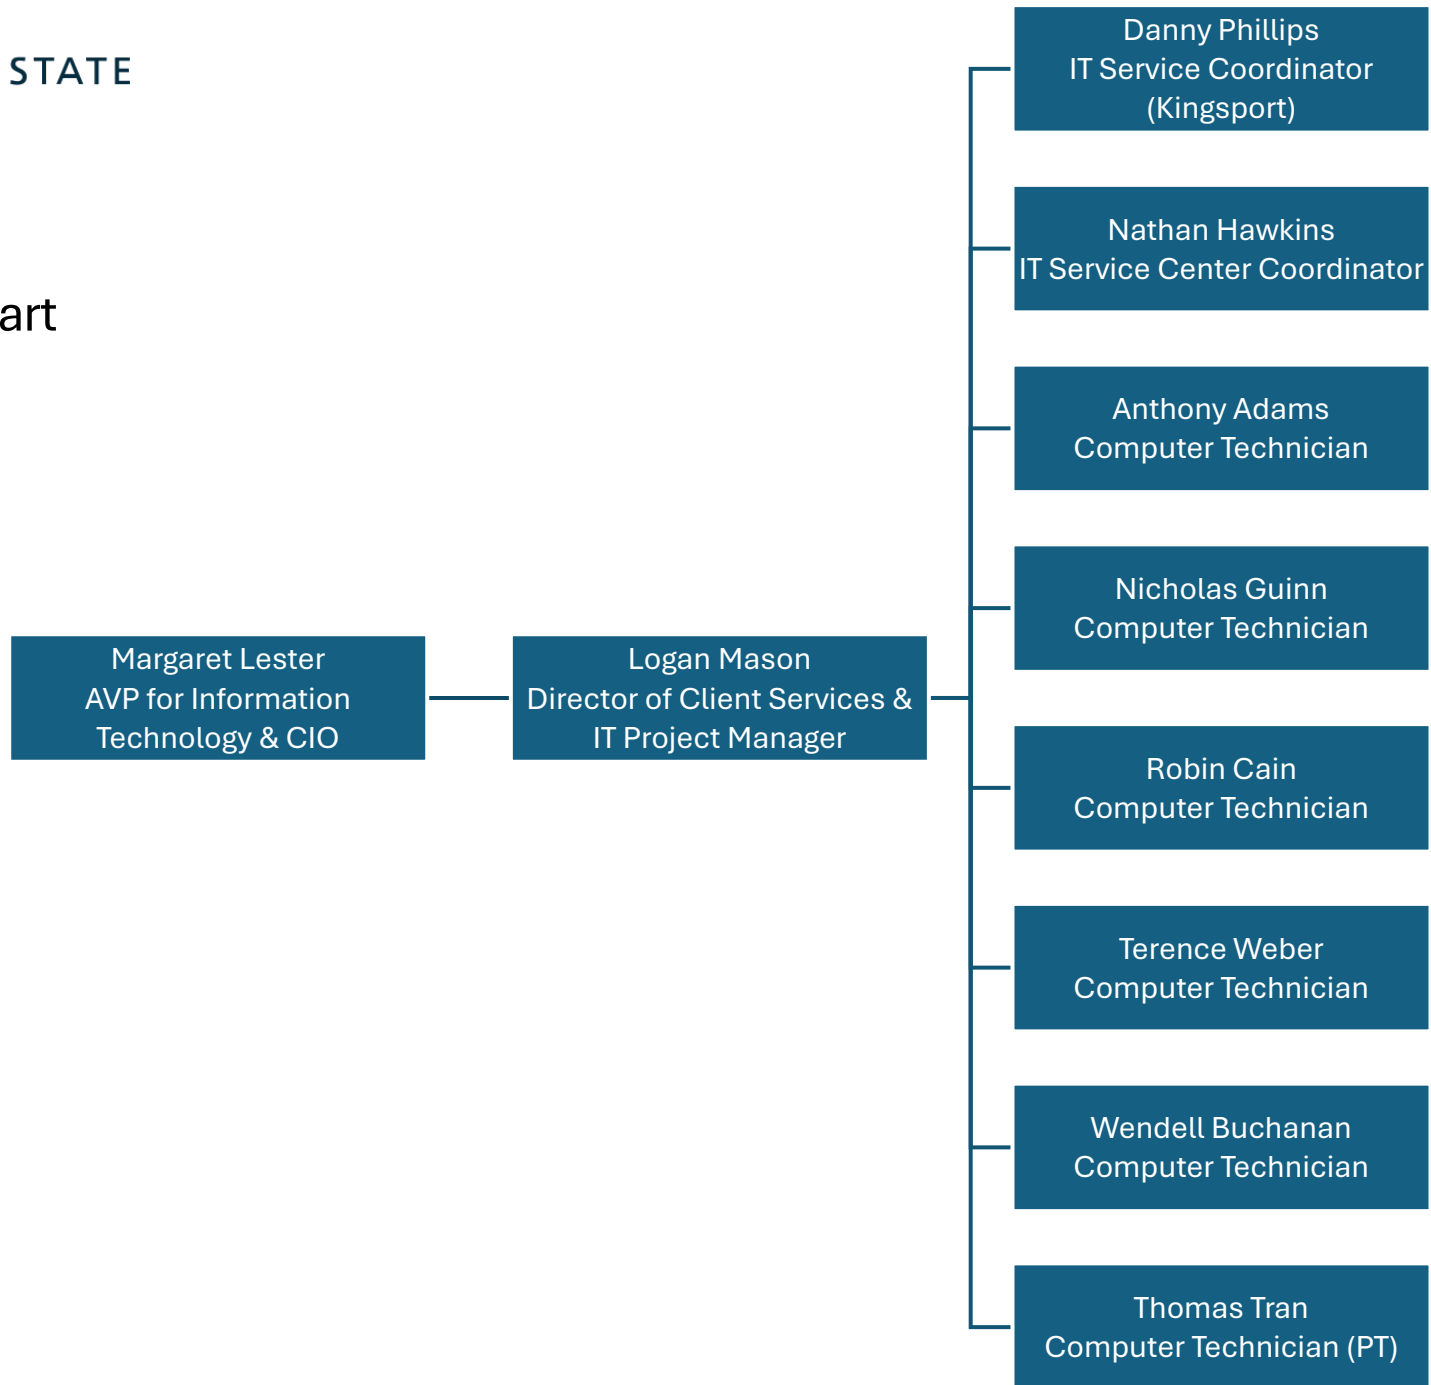 STATE
art
Margaret Lester
AVP for Information
Technology & CIO
Logan Mason
Director of Client Services &
IT Project Manager
Danny Phillips
IT Service Coordinator
(Kingsport)
Nathan Hawkins
IT Service Center Coordinator
Anthony Adams
Computer Technician
Nicholas Guinn
Computer Technician
Robin Cain
Computer Technician
Terence Weber
Computer Technician
Wendell Buchanan
Computer Technician
Thomas Tran
Computer Technician (PT)